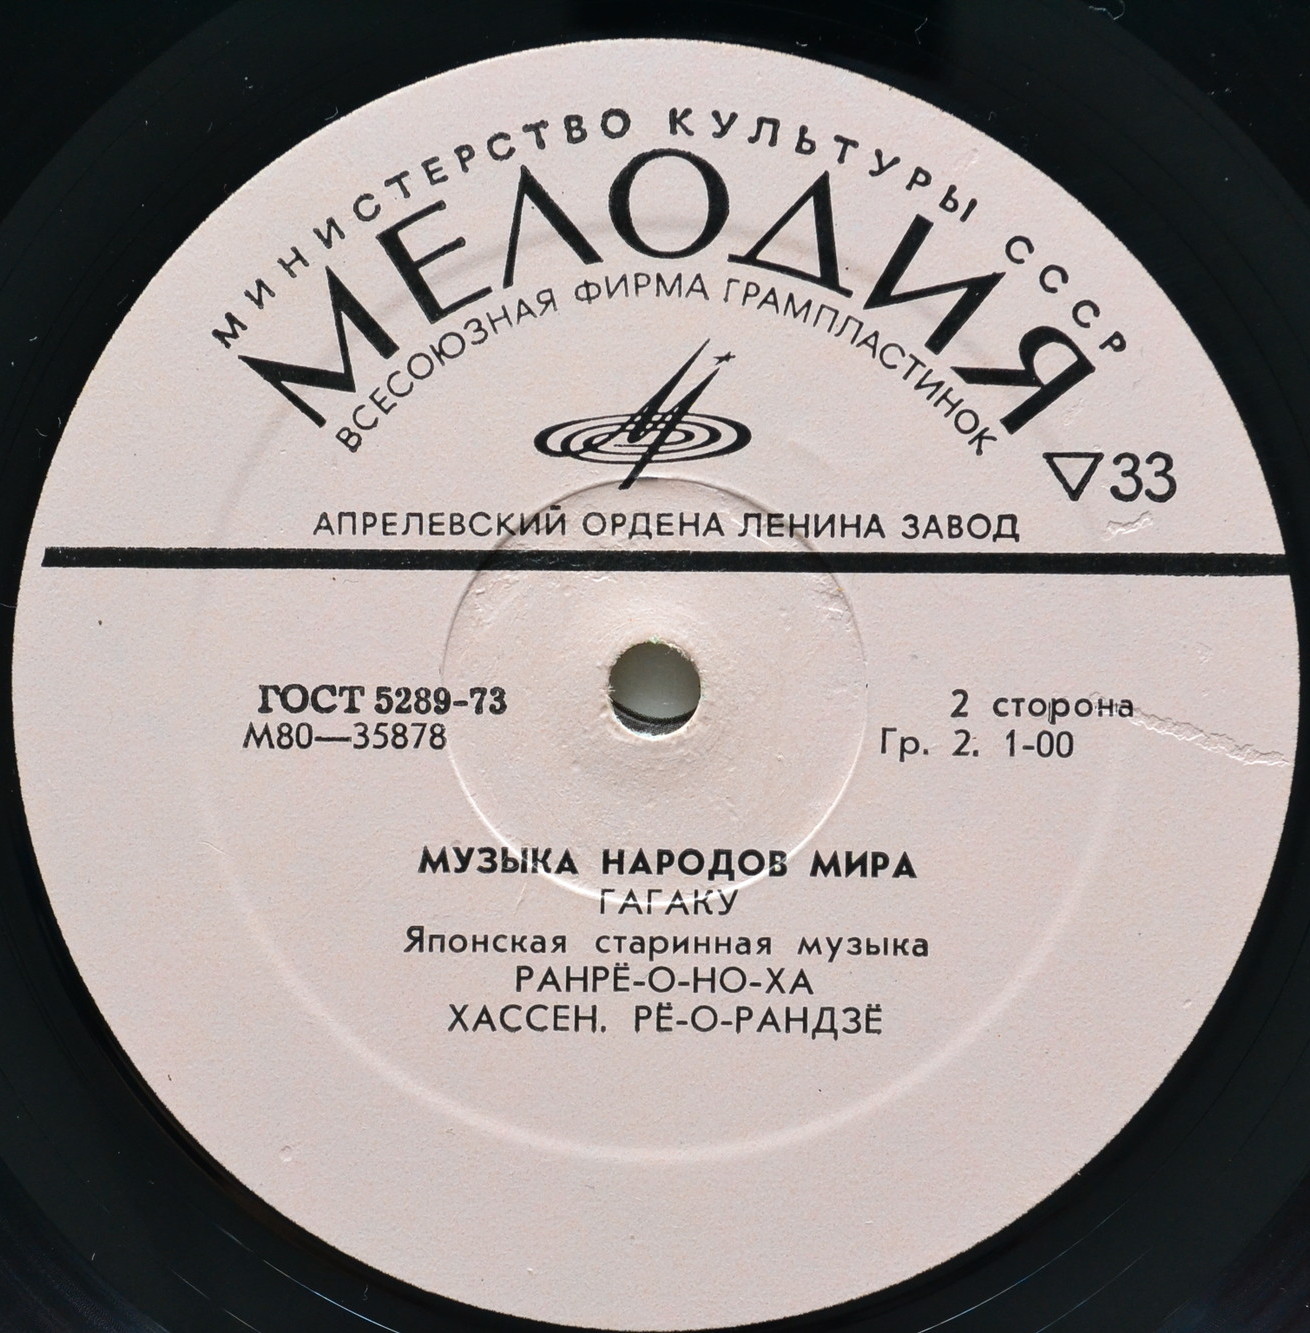 МИНИСТЕРСТВО КУЛЬТУРЫ СССР
МЕЛОДИЯ
ВСЕСОЮЗНАЯ ФИРМА ГРАМПЛАСТИНОК
33
АПРЕЛЕВСКИЙ ОРДЕНА ЛЕНИНА ЗАВОД
ГОСТ 5289-73
М80—35878
2 сторона
Гр. 2. 1-00
МУЗЫКА НАРОДОВ МИРА
ГАГАКУ
Японская старинная музыка
РАНРЁ-О-НО-ХА
ХАССЕН. РЁ-О-РАНДЗЁ